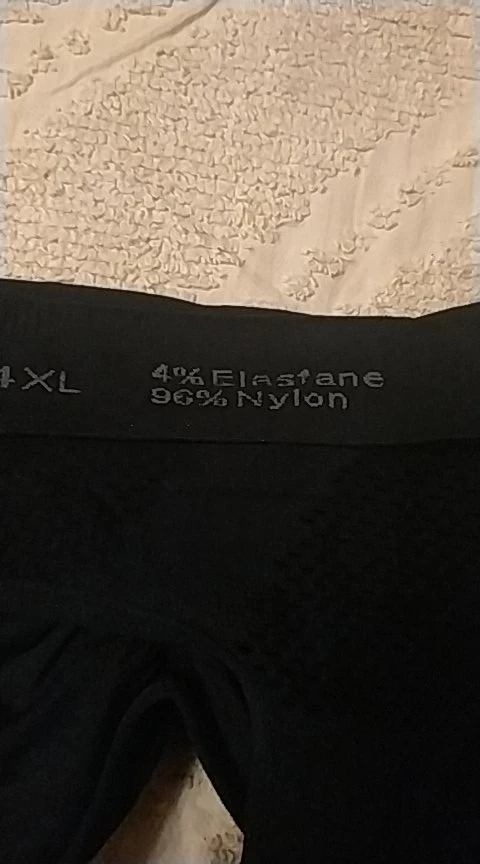 4XL
4% Elastane
96% Nylon